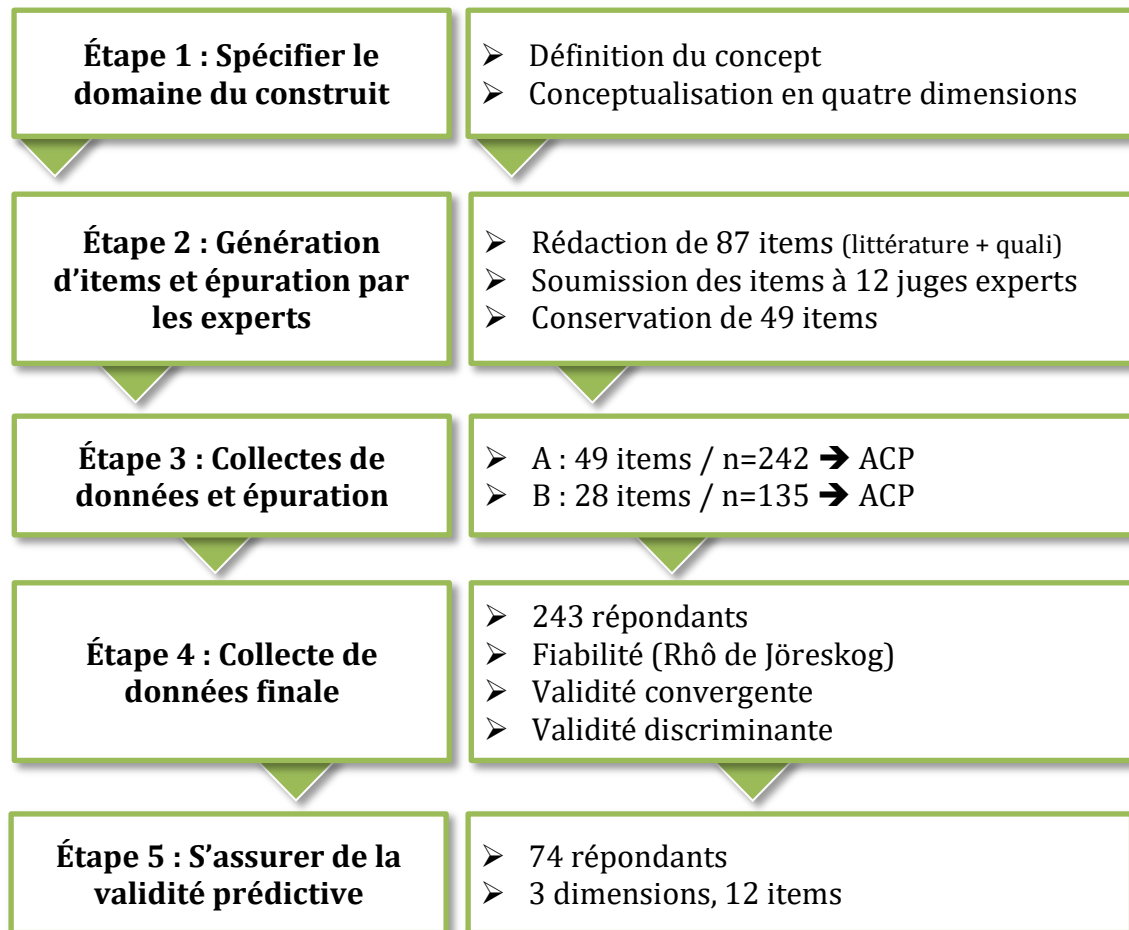 Étape 1 : Spécifier le
domaine du construit
➢ Définition du concept
➢ Conceptualisation en quatre dimensions
Étape 2 : Génération
d’items et épuration par
les experts
➢ Rédaction de 87 items (littérature + quali)
➢ Soumission des items à 12 juges experts
➢ Conservation de 49 items
Étape 3 : Collectes de
données et épuration
➢ A : 49 items / n=242 ➔ ACP
➢ B : 28 items / n=135 ➔ ACP
Étape 4 : Collecte de
données finale
➢ 243 répondants
➢ Fiabilité (Rhô de Jöreskog)
➢ Validité convergente
➢ Validité discriminante
Étape 5 : S’assurer de la
validité prédictive
➢ 74 répondants
➢ 3 dimensions, 12 items